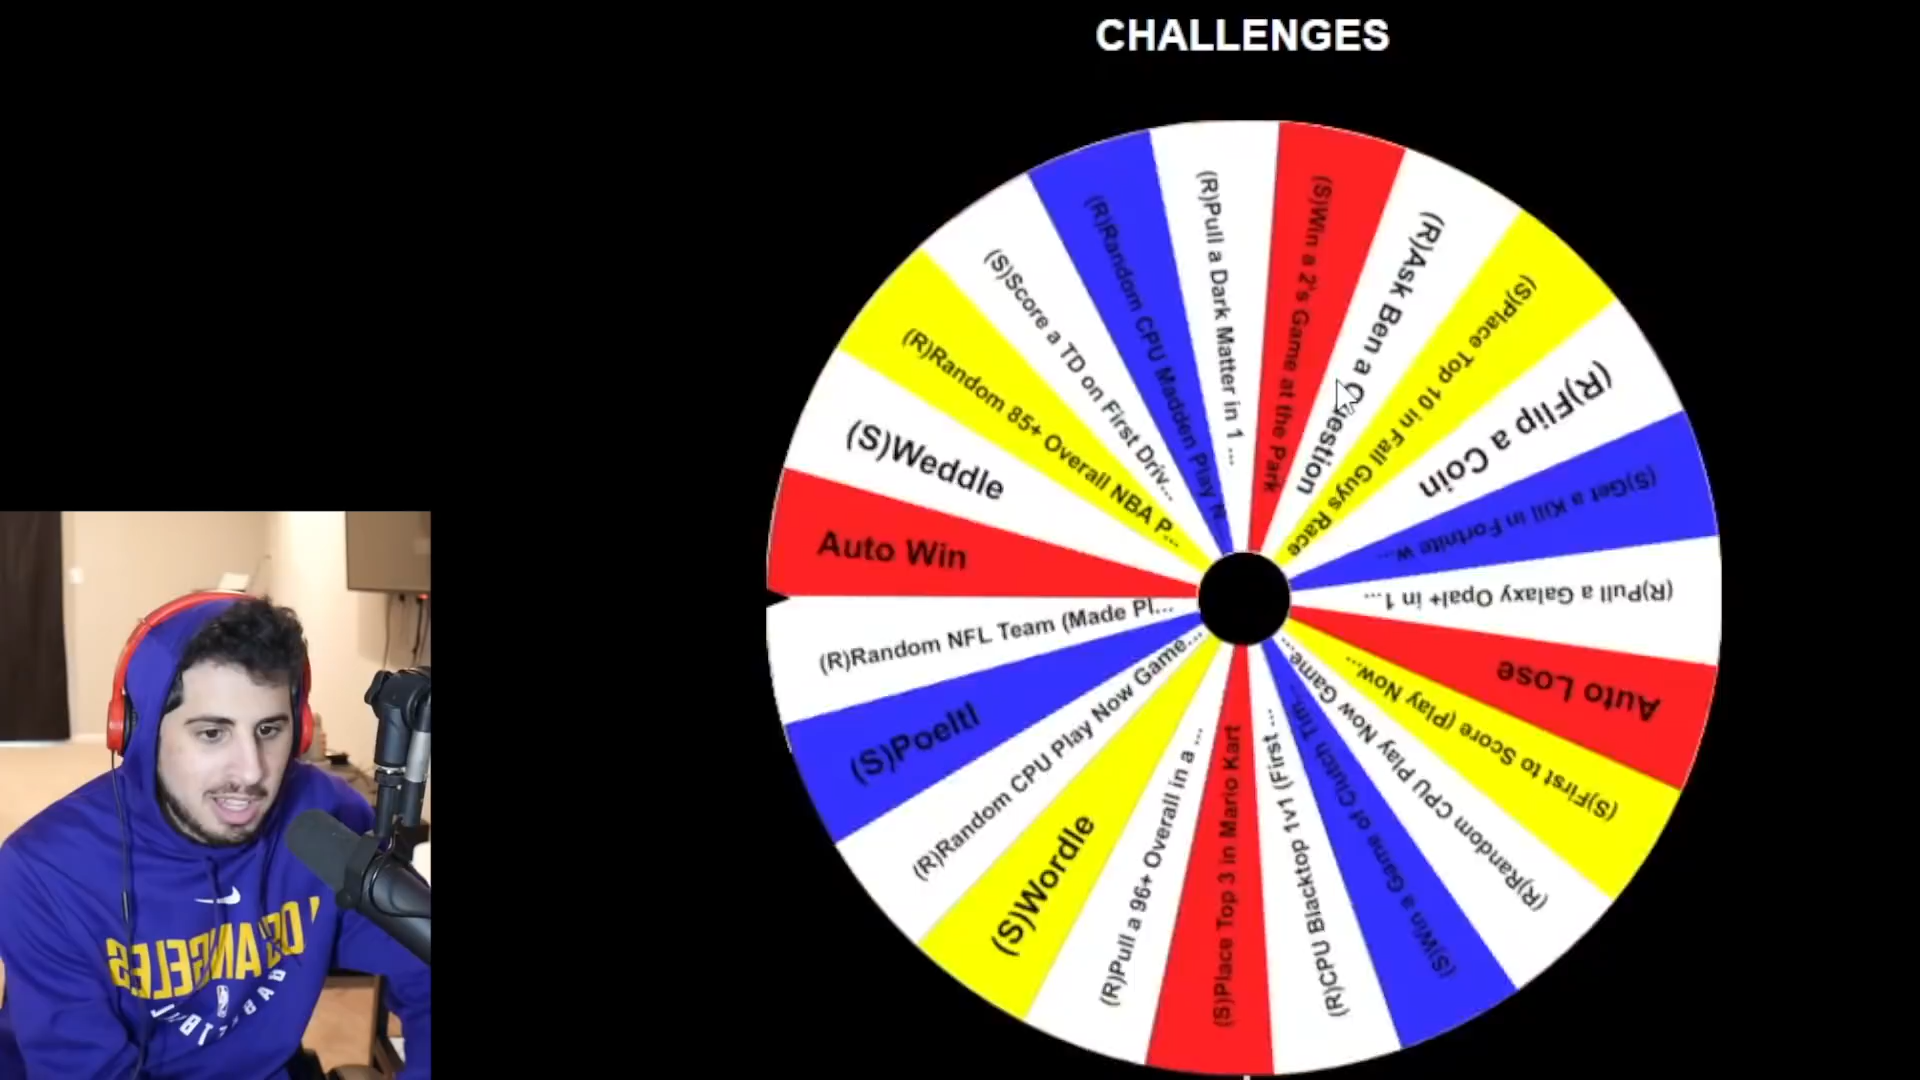 CHALLENGES
(R)Pull a Dark Matter in 1 ...
(S)Win a 2's Game at the Park
(R)Ask Ben a Question
(S)Place Top 10 in Fall Guys Race
(R)Flip a Coin
(S)Get a Kill in Fortnite w...
(R)Pull a Galaxy Opal+ in 1...
Auto Lose
(S)First to Score (Play Now...
(R)Random CPU Play Now Game...
(S)Win a Game of Clutch Tim...
(R)CPU Blacktop 1v1 (First ...
(S)Place Top 3 in Mario Kart
(R)Pull a 96+ Overall in a ...
(S)Wordle
(R)Random CPU Play Now Game...
(S)Poeltl
(R)Random NFL Team (Made Pl...
Auto Win
(S)Weddle
(R)Random 85+ Overall NBA P...
(S)Score a TD on First Driv...
(R)Random CPU Madden Play N
LOS ANGELES